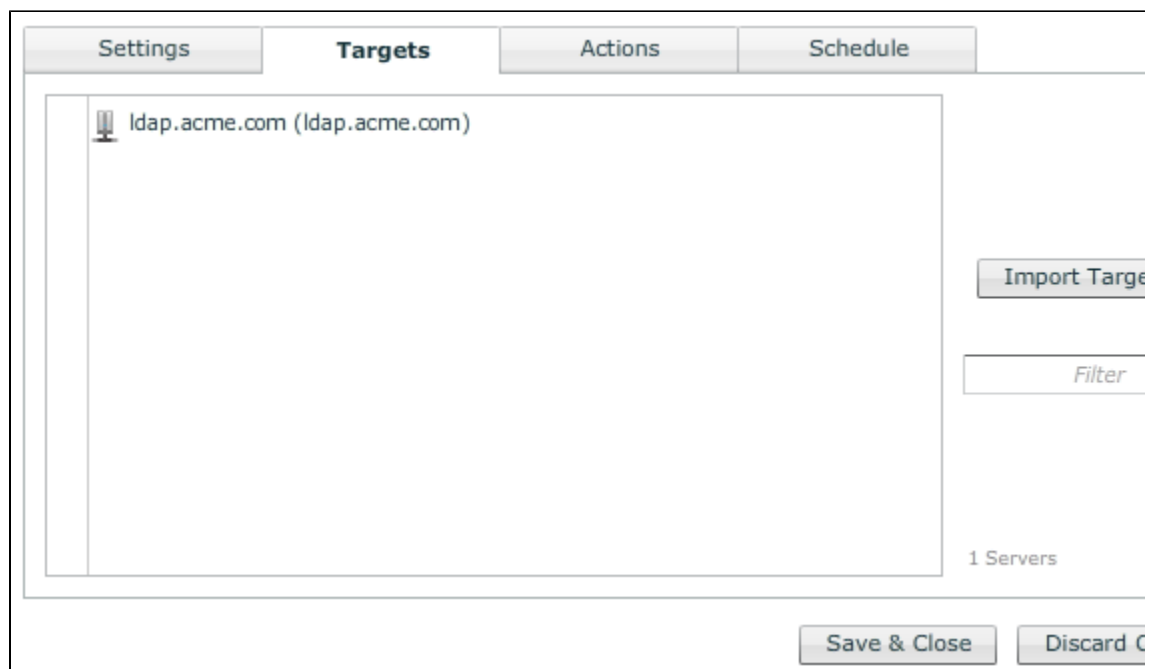 Settings Targets Actions Schedule
ldap.acme.com (ldap.acme.com)
Import Targe
Filter
1 Servers
Save & Close Discard C